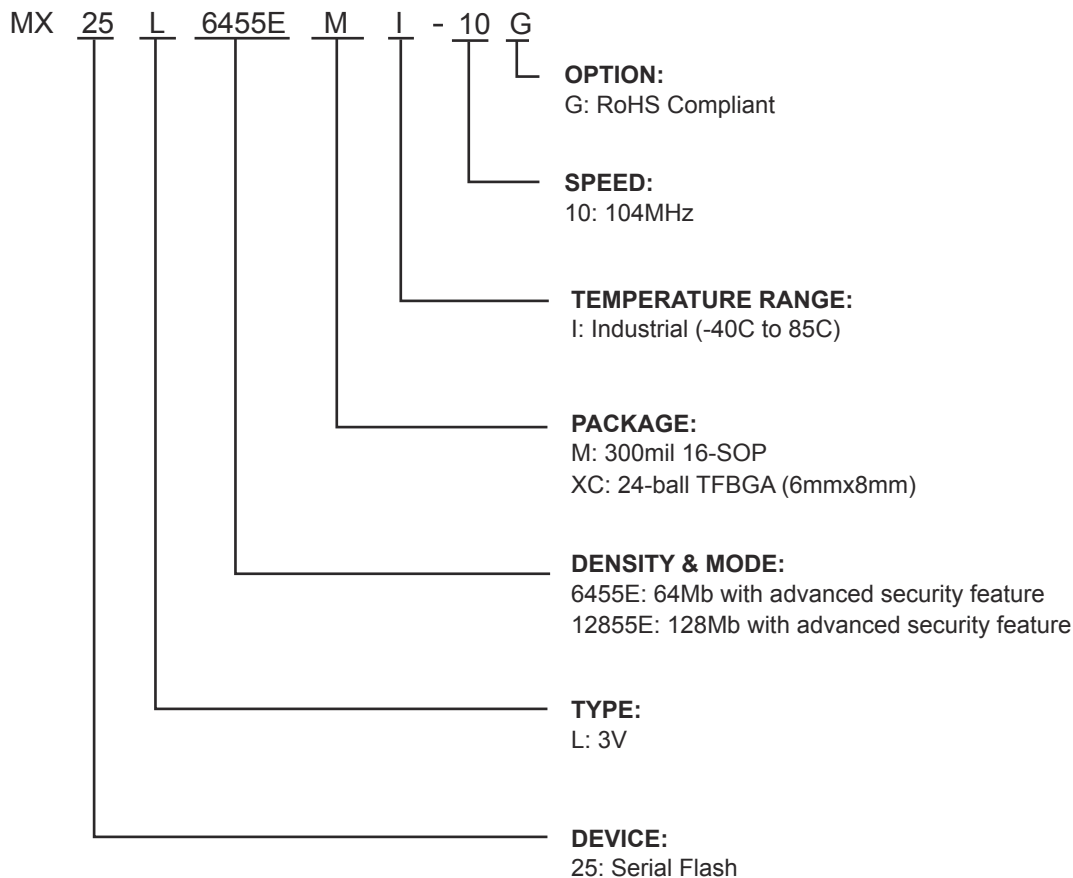 MX 25 L 6455E M I - 10 G
OPTION:
G: RoHS Compliant
SPEED:
10: 104MHz
TEMPERATURE RANGE:
I: Industrial (-40C to 85C)
PACKAGE:
M: 300mil 16-SOP
XC: 24-ball TFBGA (6mmx8mm)
DENSITY & MODE:
6455E: 64Mb with advanced security feature
12855E: 128Mb with advanced security feature
TYPE:
L: 3V
DEVICE:
25: Serial Flash